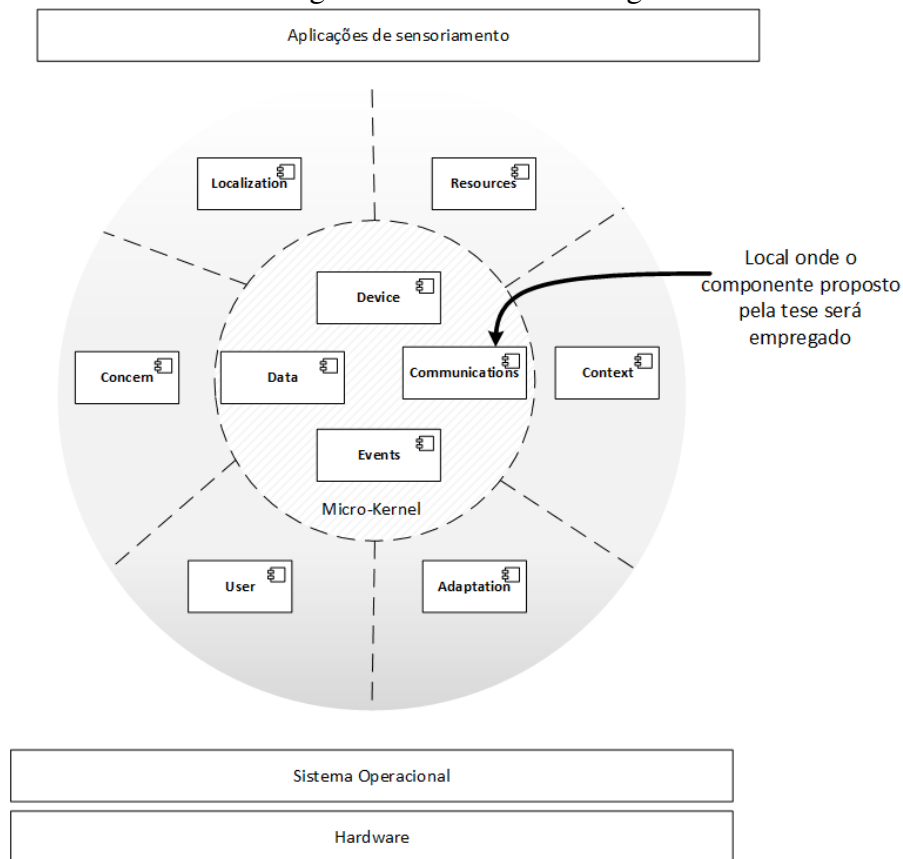 Aplicações de sensoriamento
Localization
Resources
Device
Local onde o
componente proposto
pela tese será
empregado
Concern
Data
Communications
Context
Events
Micro-Kernel
User
Adaptation
Sistema Operacional
Hardware